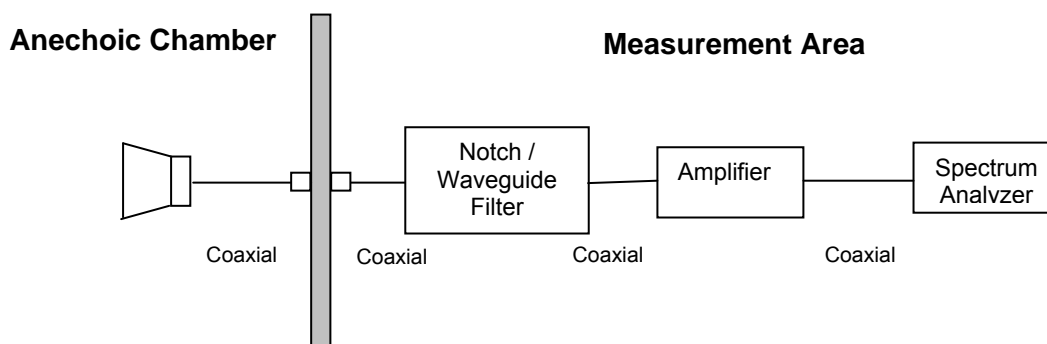 Anechoic Chamber
Measurement Area
Notch /
Waveguide
Filter
Amplifier
Spectrum
Analyzer
Coaxial
Coaxial
Coaxial
Coaxial